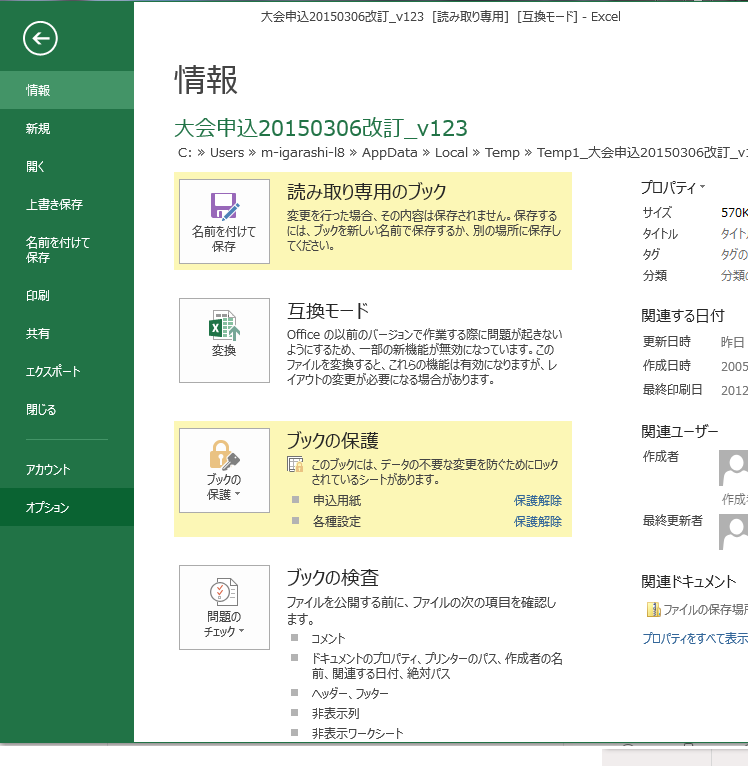 大会申込20150306改訂_v123 [読み取り専用] [互換モード] - Excel
情報
新規
開く
上書き保存
名前を付けて
保存
印刷
共有
エクスポート
閉じる
アカウント
オプション
情報
大会申込20150306改訂_v123
C: » Users » m-igarashi-l8 » AppData » Local » Temp » Temp1_大会申込20150306改訂_v1
名前を付けて
保存
読み取り専用のブック
変更を行った場合、その内容は保存されません。保存する
には、ブックを新しい名前で保存するか、別の場所に保存し
てください。
変換
互換モード
Office の以前のバージョンで作業する際に問題が起きない
ようにするため、一部の新機能が無効になっています。この
ファイルを変換すると、これらの機能は有効になりますが、レ
イアウトの変更が必要になる場合があります。
ブックの
保護
ブックの保護
このブックには、データの不要な変更を防ぐためにロック
されているシートがあります。
申込用紙 保護解除
各種設定 保護解除
問題の
チェック
ブックの検査
ファイルを公開する前に、ファイルの次の項目を確認し
ます。
コメント
ドキュメントのプロパティ、プリンターのパス、作成者の名
前、関連する日付、絶対パス
ヘッダー、フッター
非表示列
非表示ワークシート
プロパティ
サイズ 570K
タイトル タイト
タグ タグの
分類 分類
関連する日付
更新日時 昨日
作成日時 2005
最終印刷日 2012
関連ユーザー
作成者
作成
最終更新者
関連ドキュメント
ファイルの保存場
プロパティをすべて表示